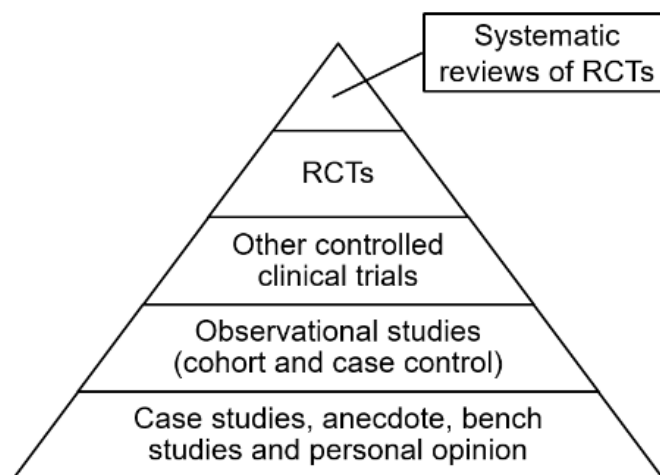 Systematic
reviews of RCTs
RCTs
Other controlled
clinical trials
Observational studies
(cohort and case control)
Case studies, anecdote, bench
studies and personal opinion